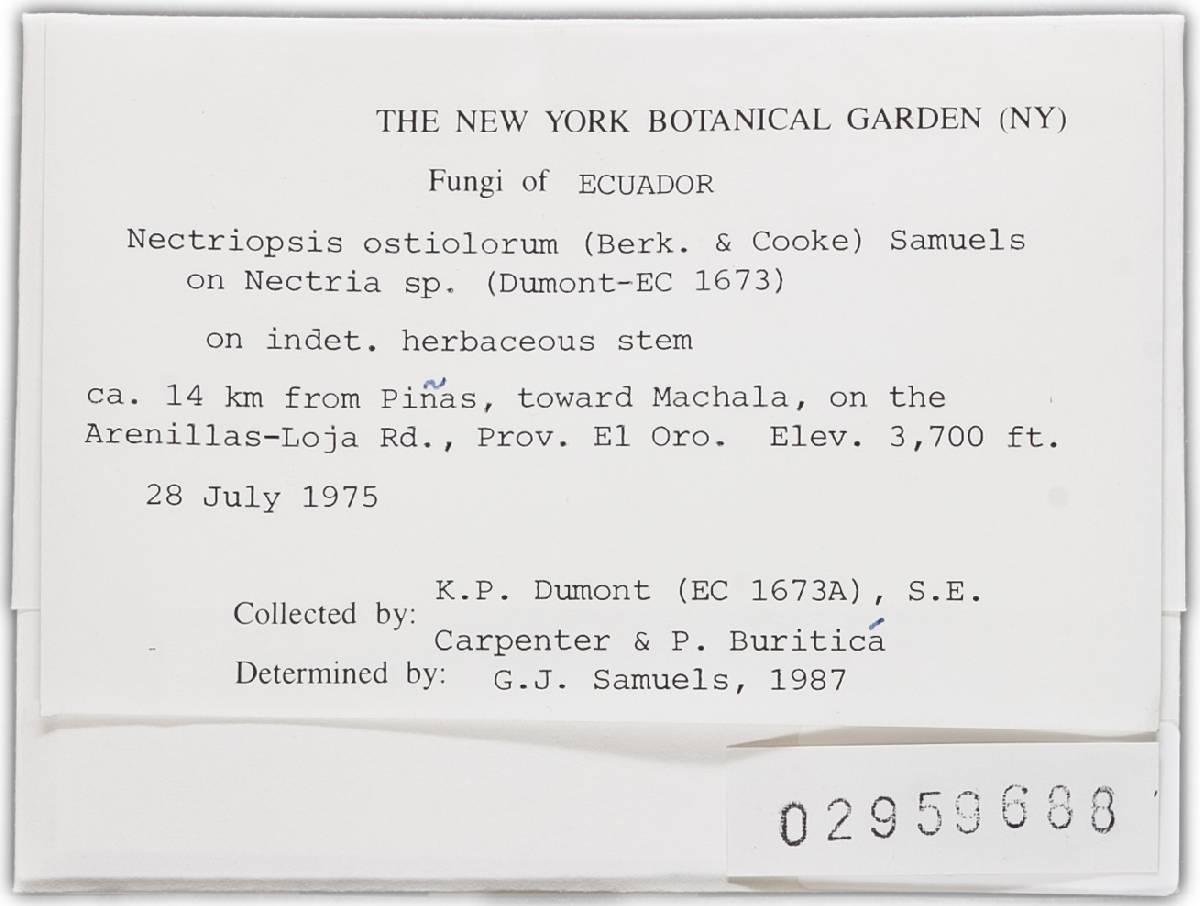 THE NEW YORK BOTANICAL GARDEN (NY)
Fungi of ECUADOR
Nectriopsis ostiolorum (Berk. & Cooke) Samuels
on Nectria sp. (Dumont-EC 1673)
on indet. herbaceous stem
ca. 14 km from Piñas, toward Machala, on the
Arenillas-Loja Rd., Prov. El Oro. Elev. 3,700 ft.
28 July 1975
K.P. Dumont (EC 1673A), S.E.
Collected by:
Carpenter & P. Buriticá
Determined by: G.J. Samuels, 1987
02959688